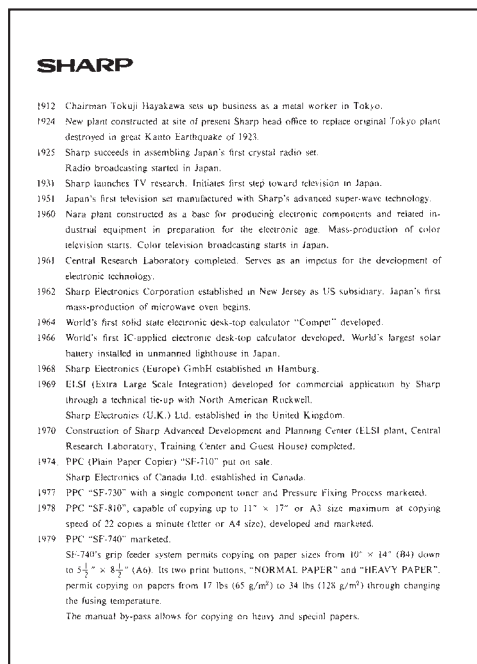 SHARP
1912 Chairman Tokuji Hayakawa sets up business as a metal worker in Tokyo.
1924 New plant constructed at site of present Sharp head office to replace original Tokyo plant
destroyed in great Kanto Earthquake of 1923.
1925 Sharp succeeds in assembling Japan's first crystal radio set.
Radio broadcasting started in Japan.
1931 Sharp launches TV research. Initiates first step toward television in Japan.
1951 Japan's first television set manufactured with Sharp's advanced super-wave technology.
1960 Nara plant constructed as a base for producing electronic components and related in-
dustrial equipment in preparation for the electronic age. Mass-production of color
television starts. Color television broadcasting starts in Japan.
1961 Central Research Laboratory completed. Serves as an impetus for the development of
electronic technology.
1962 Sharp Electronics Corporation established in New Jersey as US subsidiary. Japan's first
mass-production of microwave oven begins.
1964 World's first solid state electronic desk-top calculator "Compet" developed.
1966 World's first IC-applied electronic desk-top calculator developed. World's largest solar
battery installed in unmanned lighthouse in Japan.
1968 Sharp Electronics (Europe) GmbH established in Hamburg.
1969 ELSI (Extra Large Scale Integration) developed for commercial application by Sharp
through a technical tie-up with North American Rockwell.
Sharp Electronics (U.K.) Ltd. established in the United Kingdom.
1970 Construction of Sharp Advanced Development and Planning Center (ELSI plant, Central
Research Laboratory, Training Center and Guest House) completed.
1974 PPC (Plain Paper Copier) "SF-710" put on sale.
Sharp Electronics of Canada Ltd. established in Canada.
1977 PPC "SF-730" with a single component toner and Pressure Fixing Process marketed.
1978 PPC "SF-810", capable of copying up to 11" × 17" or A3 size maximum at copying
speed of 22 copies a minute (letter or A4 size), developed and marketed.
1979 PPC "SF-740" marketed.
SF-740's grip feeder system permits copying on paper sizes from 10" × 14" (B4) down
to 5½" × 8½" (A6). Its two print buttons, "NORMAL PAPER" and "HEAVY PAPER",
permit copying on papers from 17 lbs (65 g/m²) to 34 lbs (128 g/m²) through changing
the fusing temperature.
The manual by-pass allows for copying on heavy and special papers.